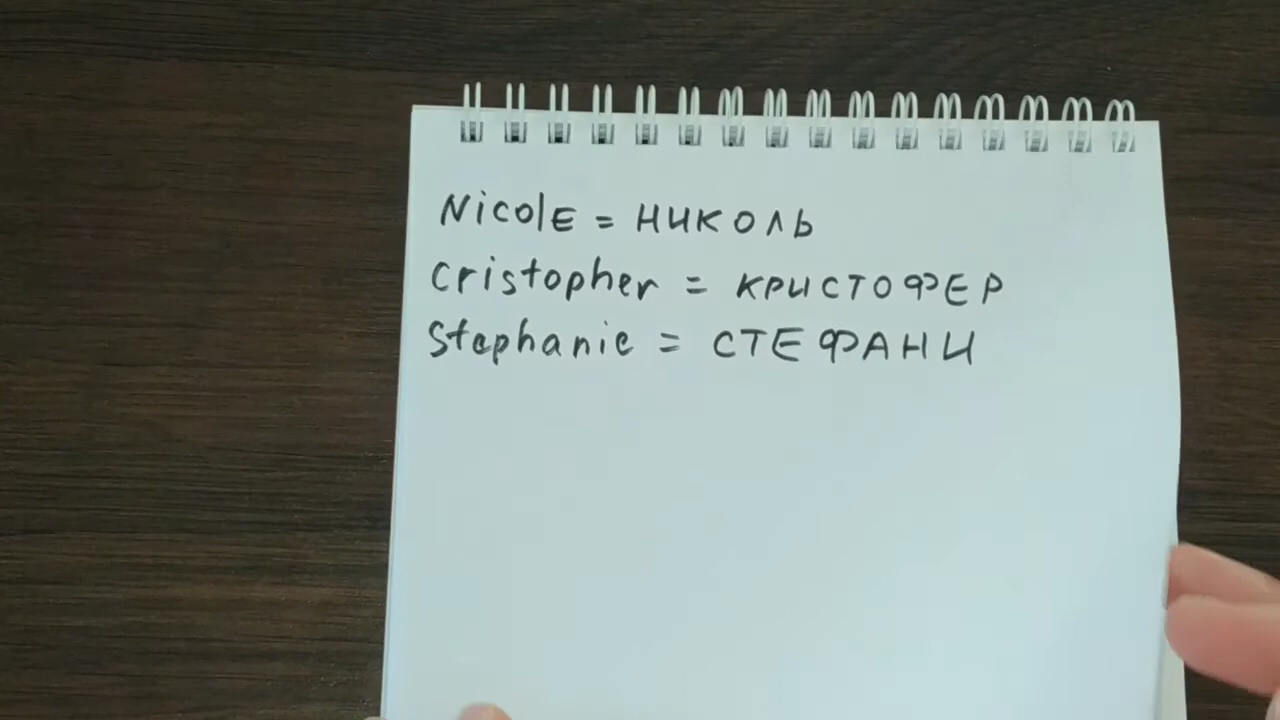 NicolE = НИКОЛЬ
Cristopher = КРИСТОФЕР
Stephanie = СТЕФАНИ